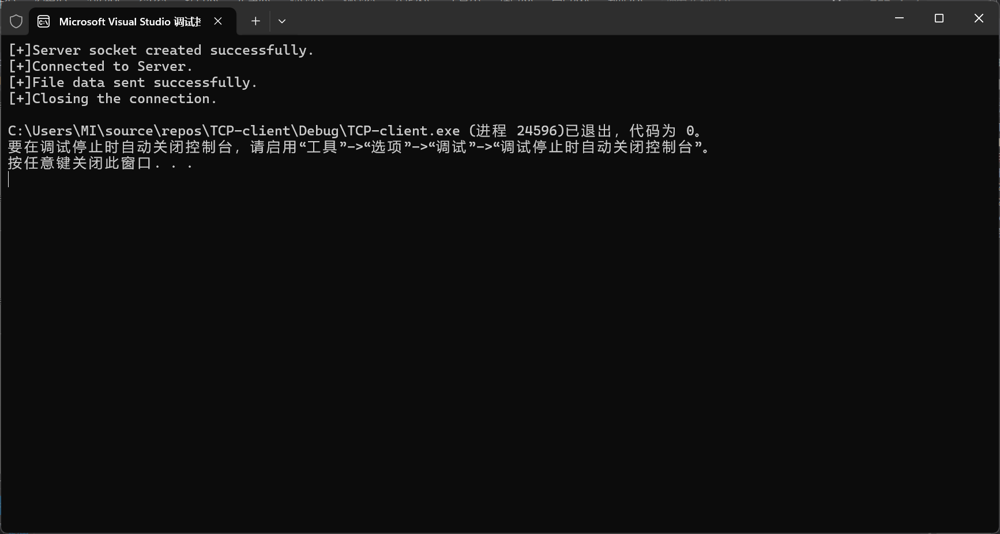 Microsoft Visual Studio 调试
[+]Server socket created successfully.
[+]Connected to Server.
[+]File data sent successfully.
[+]Closing the connection.
C:\Users\MI\source\repos\TCP-client\Debug\TCP-client.exe (进程 24596)已退出，代码为 0。
要在调试停止时自动关闭控制台，请启用“工具”->“选项”->“调试”->“调试停止时自动关闭控制台”。
按任意键关闭此窗口. . .